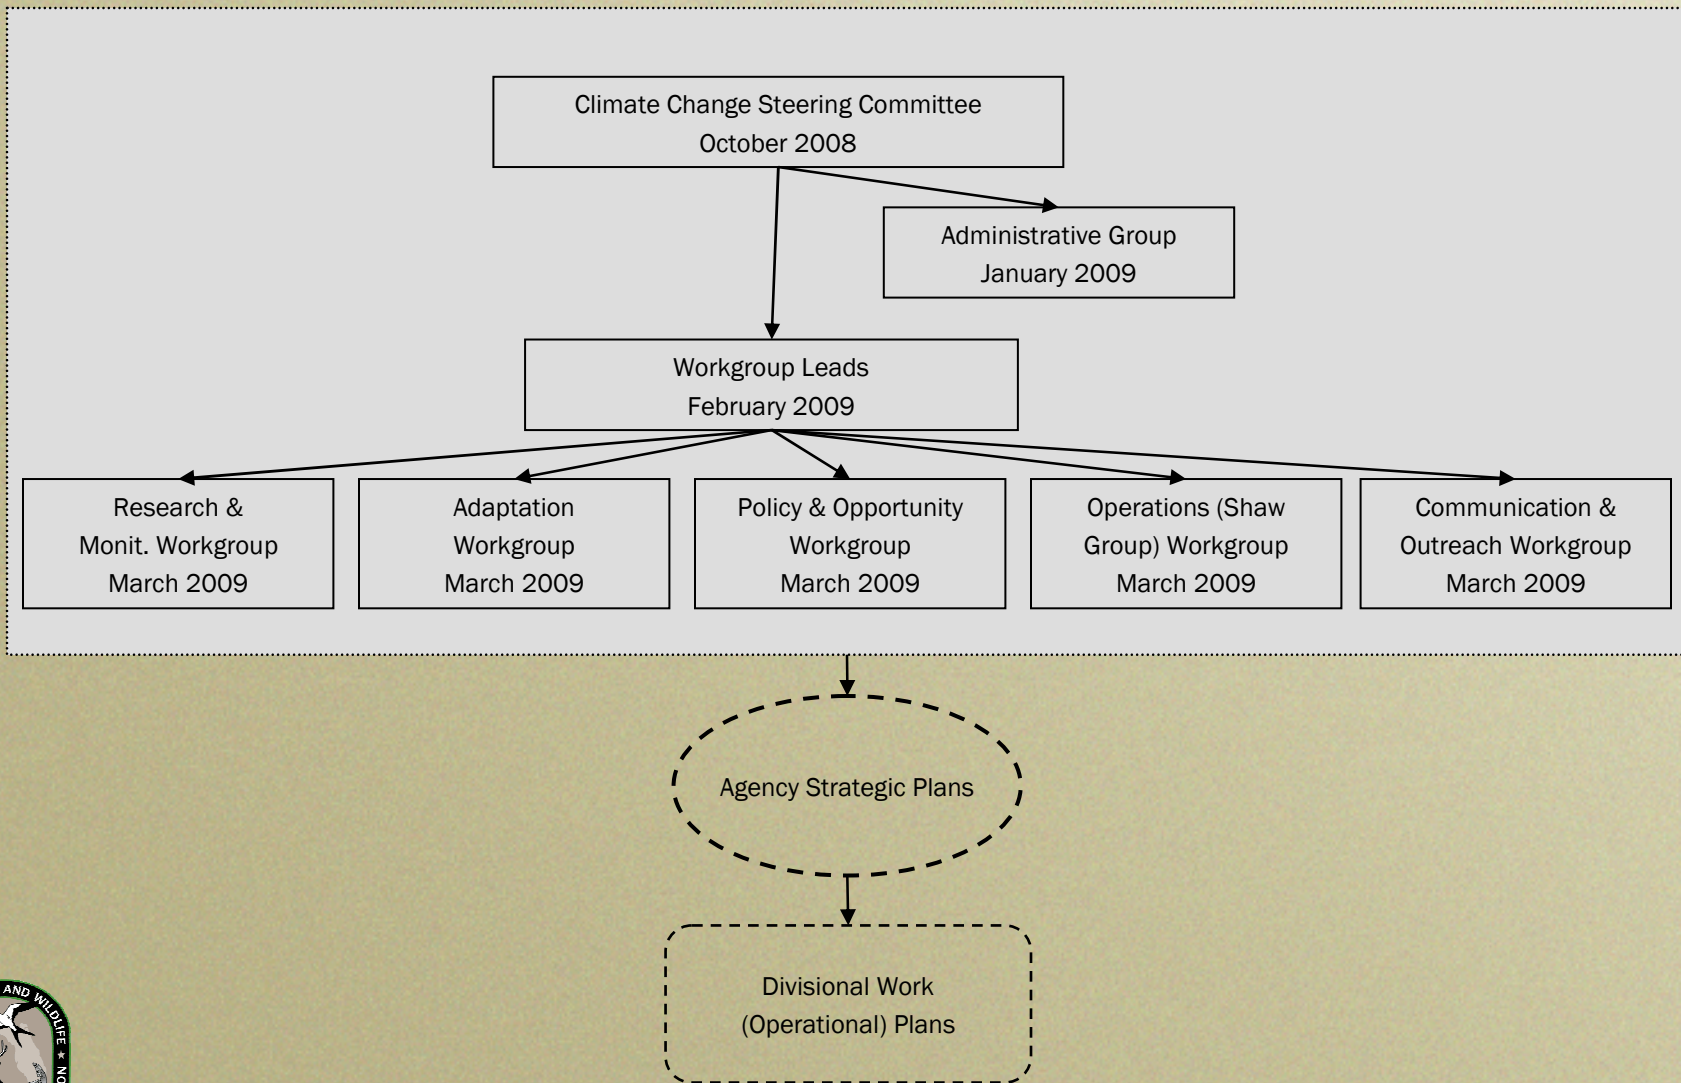 Climate Change Steering Committee
October 2008
Administrative Group
January 2009
Workgroup Leads
February 2009
Research &
Monit. Workgroup
March 2009
Adaptation
Workgroup
March 2009
Policy & Opportunity
Workgroup
March 2009
Operations (Shaw
Group) Workgroup
March 2009
Communication &
Outreach Workgroup
March 2009
Agency Strategic Plans
Divisional Work
(Operational) Plans
AND WILDLIFE ★